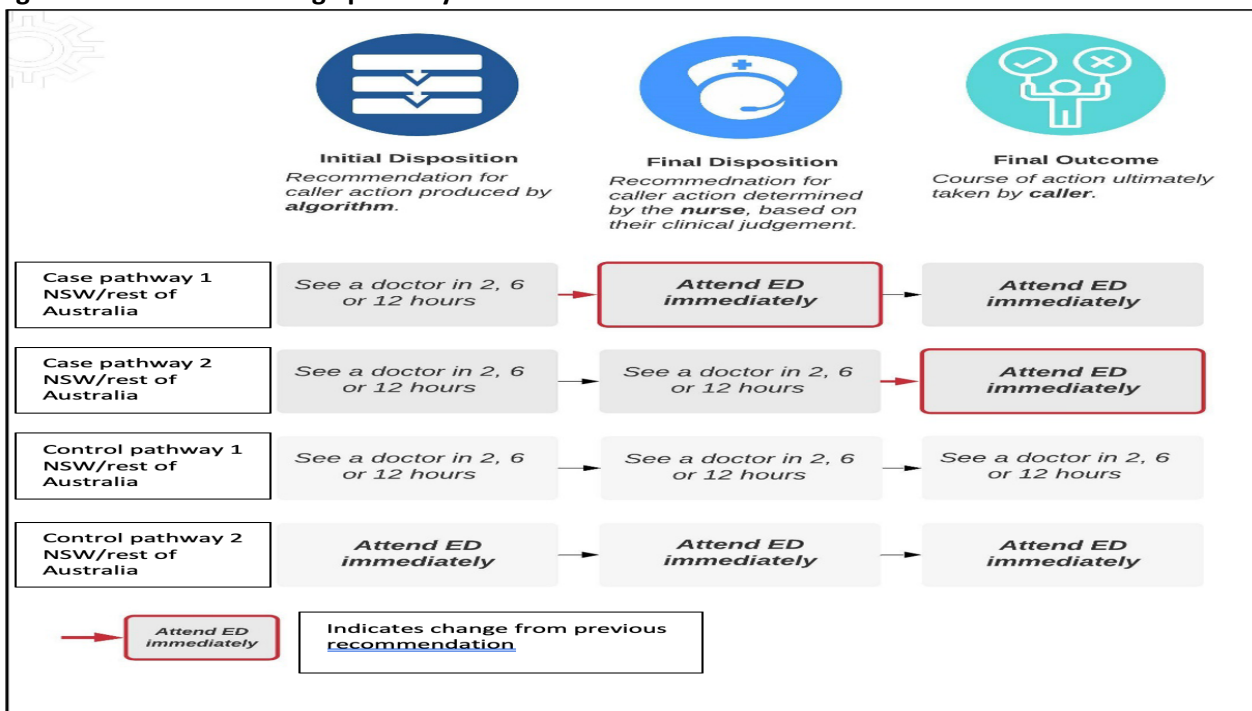 Initial Disposition
Recommendation for
caller action produced by
algorithm.
Final Disposition
Recommednation for
caller action determined
by the nurse, based on
their clinical judgement.
Final Outcome
Course of action ultimately
taken by caller.
Case pathway 1
NSW/rest of
Australia
See a doctor in 2, 6
or 12 hours
Attend ED
immediately
Attend ED
immediately
Case pathway 2
NSW/rest of
Australia
See a doctor in 2, 6
or 12 hours
See a doctor in 2, 6
or 12 hours
Attend ED
immediately
Control pathway 1
NSW/rest of
Australia
See a doctor in 2, 6
or 12 hours
See a doctor in 2, 6
or 12 hours
See a doctor in 2, 6
or 12 hours
Control pathway 2
NSW/rest of
Australia
Attend ED
immediately
Attend ED
immediately
Attend ED
immediately
Attend ED
immediately
Indicates change from previous
recommendation